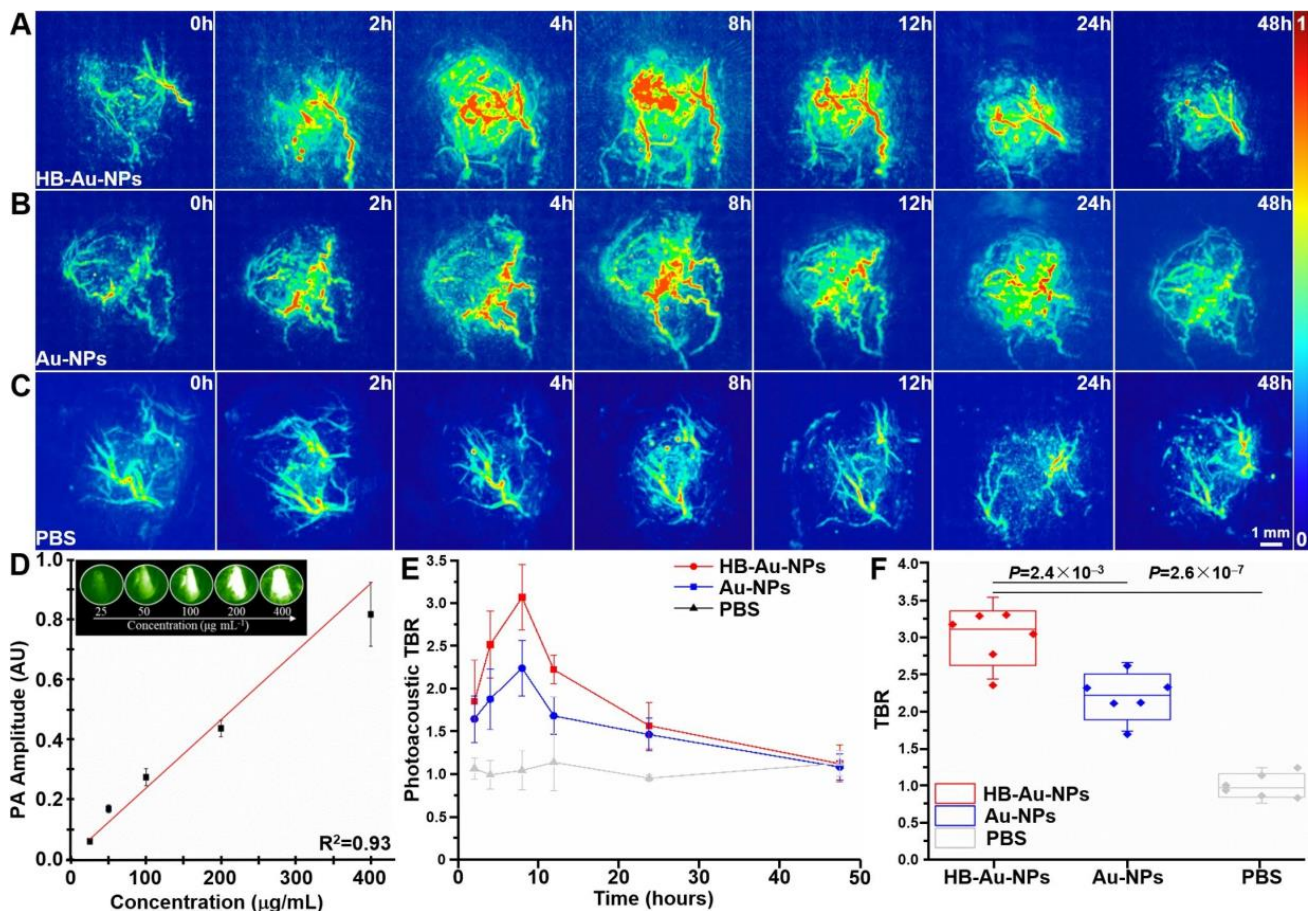 A 0h 2h 4h 8h 12h 24h 48h 1
HB-Au-NPs
B 0h 2h 4h 8h 12h 24h 48h
Au-NPs
C 0h 2h 4h 8h 12h 24h 48h
PBS
1 mm
0
D
1.0
0.8
0.6
0.4
0.2
0.0
PA Amplitude (AU)
25 50 100 200 400
Concentration (μg mL⁻¹)
R²=0.93
0 100 200 300 400
Concentration (μg/mL)
E
3.5
3.0
2.5
2.0
1.5
1.0
0.5
0.0
Photoacoustic TBR
HB-Au-NPs
Au-NPs
PBS
0 10 20 30 40 50
Time (hours)
F
P=2.4×10⁻³ P=2.6×10⁻⁷
4.0
3.5
3.0
2.5
2.0
1.5
1.0
0.5
0.0
TBR
HB-Au-NPs
Au-NPs
PBS
HB-Au-NPs Au-NPs PBS